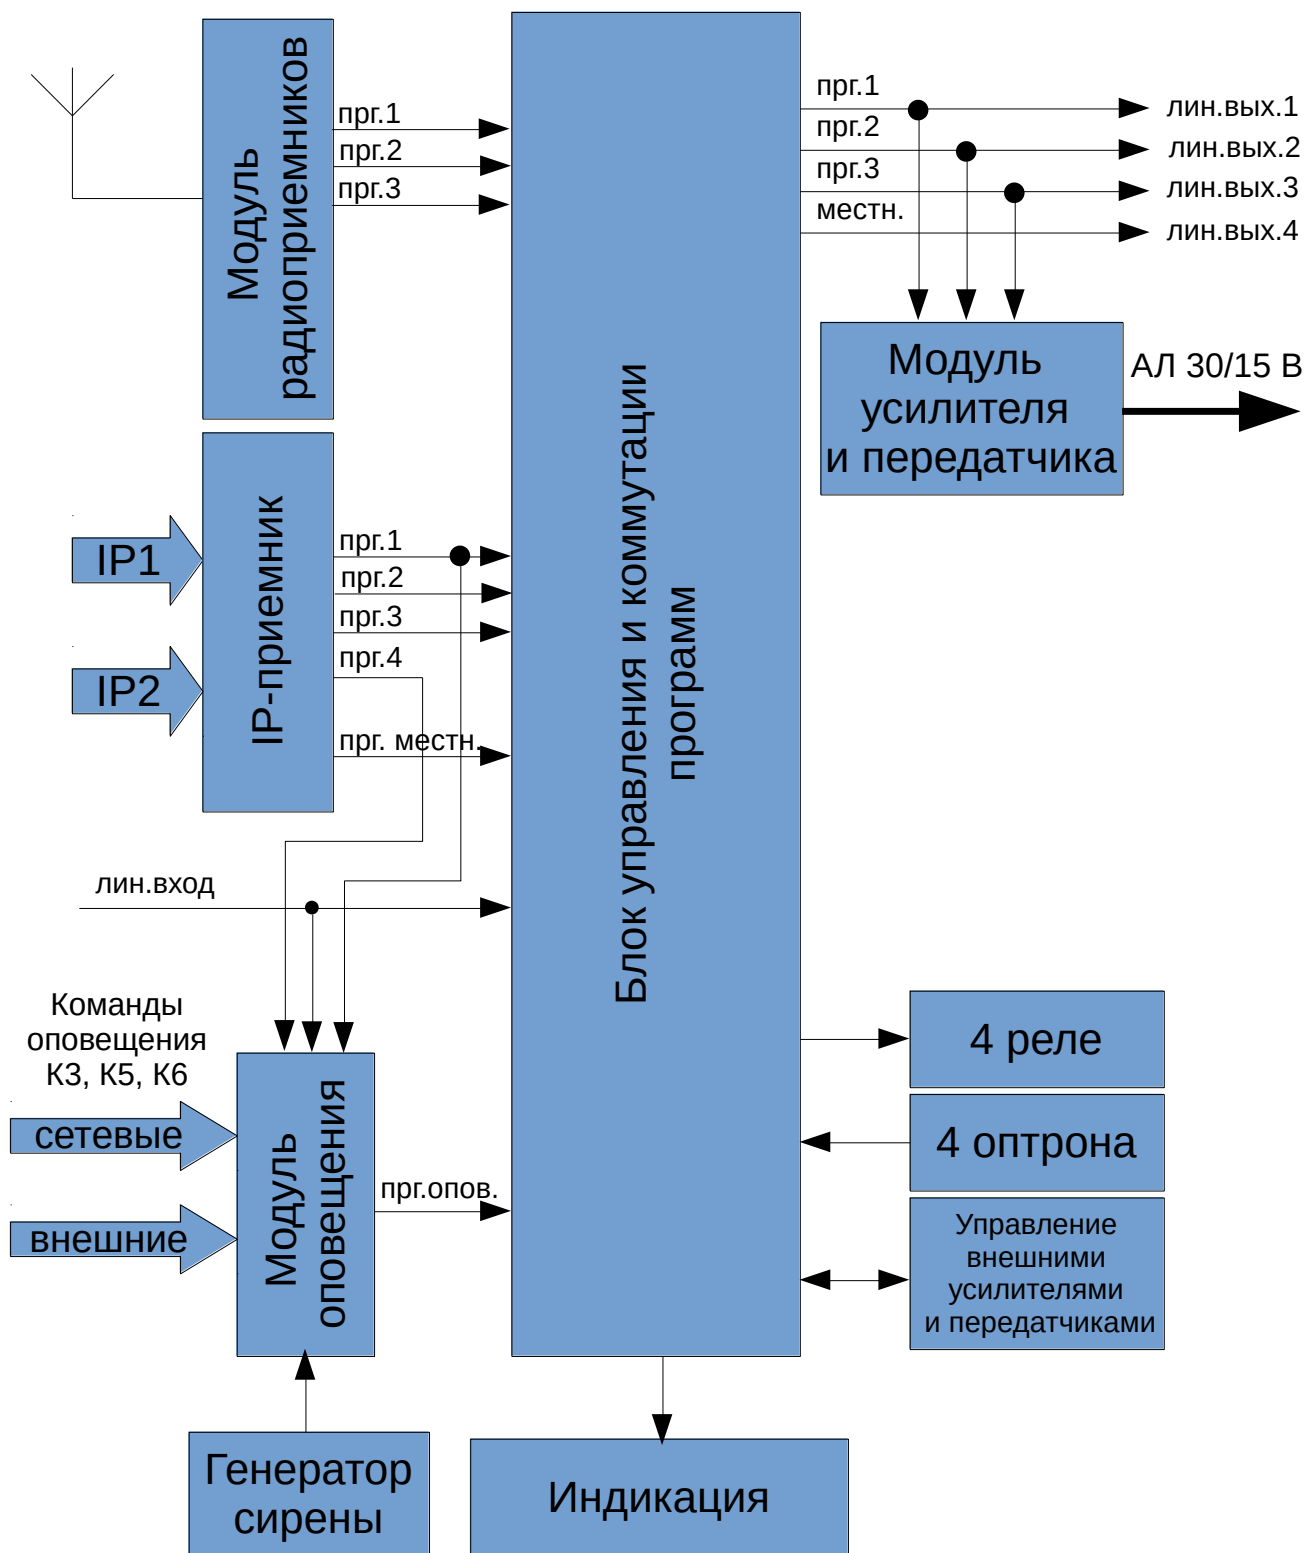 Модуль
радиоприемников
прг.1
прг.2
прг.3
IP1
IP2
IP-приемник
прг.1
прг.2
прг.3
прг.4
прг. местн.
лин.вход
Команды
оповещения
К3, К5, К6
сетевые
внешние
Модуль
оповещения
прг.опов.
Генератор
сирены
Блок управления и коммутации
программ
Индикация
прг.1
прг.2
прг.3
местн.
лин.вых.1
лин.вых.2
лин.вых.3
лин.вых.4
Модуль
усилителя
и передатчика
АЛ 30/15 В
4 реле
4 оптрона
Управление
внешними
усилителями
и передатчиками